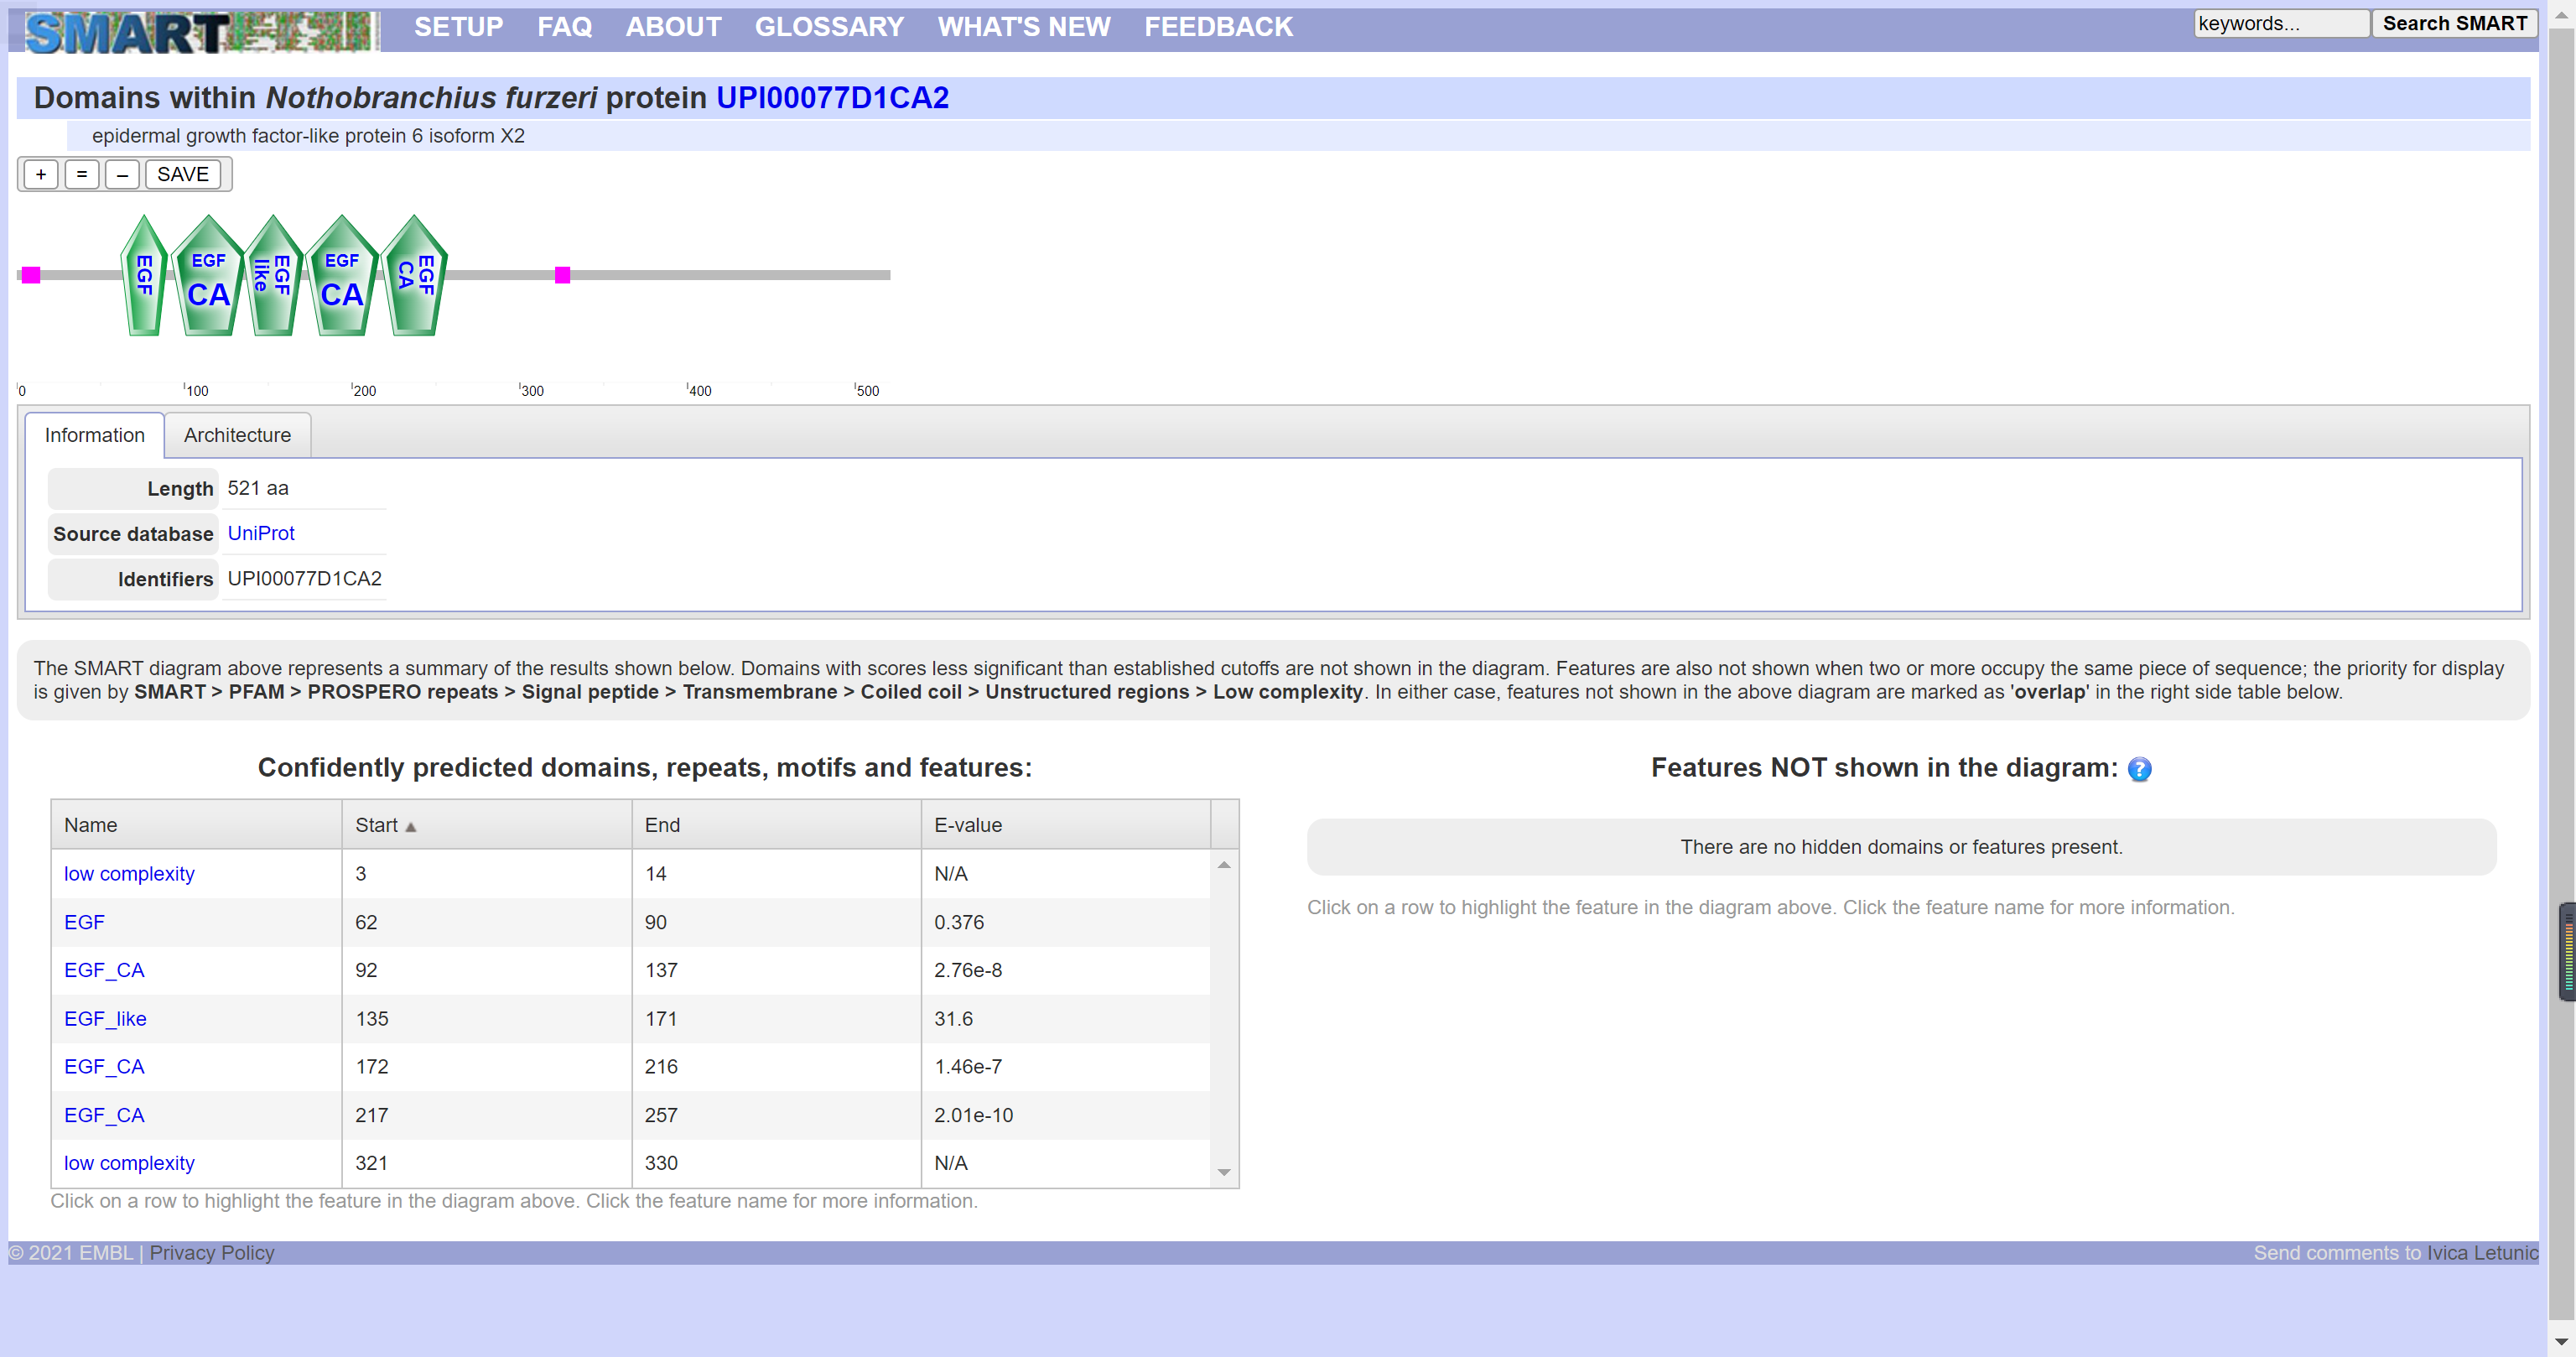 SMART SETUP FAQ ABOUT GLOSSARY WHAT'S NEW FEEDBACK keywords... Search SMART
Domains within Nothobranchius furzeri protein UPI00077D1CA2
epidermal growth factor-like protein 6 isoform X2
+ = – SAVE
EGF
EGF CA
EGF like
EGF CA
EGF CA
0 100 200 300 400 500
Information Architecture
Length 521 aa
Source database UniProt
Identifiers UPI00077D1CA2
The SMART diagram above represents a summary of the results shown below. Domains with scores less significant than established cutoffs are not shown in the diagram. Features are also not shown when two or more occupy the same piece of sequence; the priority for display
is given by SMART > PFAM > PROSPERO repeats > Signal peptide > Transmembrane > Coiled coil > Unstructured regions > Low complexity. In either case, features not shown in the above diagram are marked as 'overlap' in the right side table below.
Confidently predicted domains, repeats, motifs and features:
Name Start End E-value
low complexity 3 14 N/A
EGF 62 90 0.376
EGF_CA 92 137 2.76e-8
EGF_like 135 171 31.6
EGF_CA 172 216 1.46e-7
EGF_CA 217 257 2.01e-10
low complexity 321 330 N/A
Click on a row to highlight the feature in the diagram above. Click the feature name for more information.
Features NOT shown in the diagram: ?
There are no hidden domains or features present.
Click on a row to highlight the feature in the diagram above. Click the feature name for more information.
© 2021 EMBL | Privacy Policy Send comments to Ivica Letunic